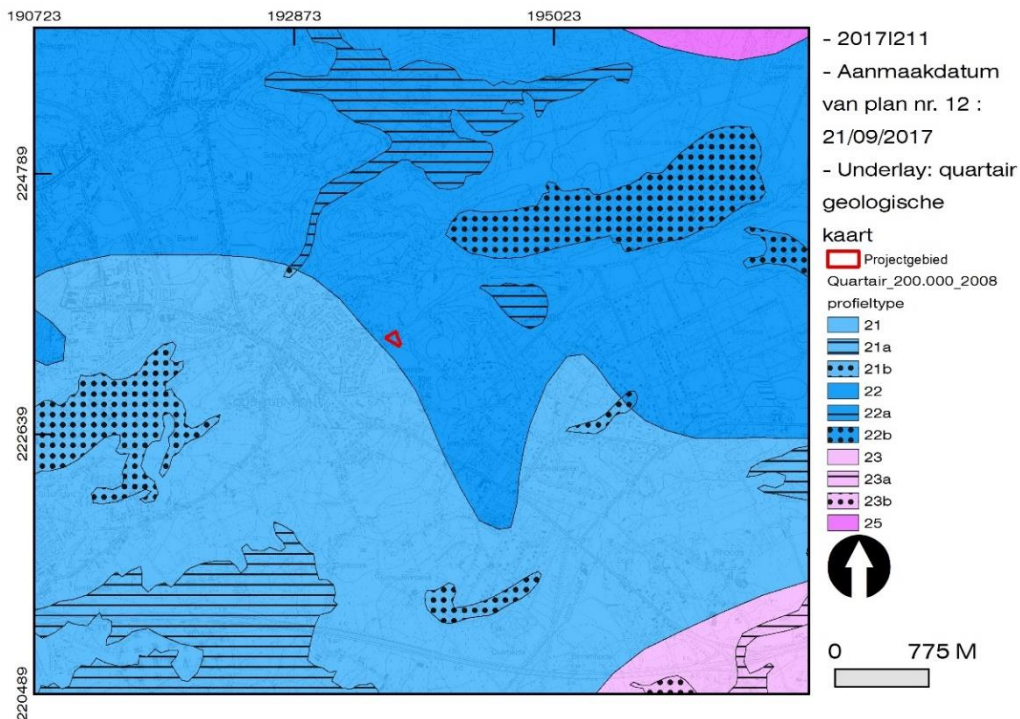 190723
192873
195023
224789
222639
220489
- 2017I211
- Aanmaakdatum
van plan nr. 12 :
21/09/2017
- Underlay: quartair
geologische
kaart
Projectgebied
Quartair_200.000_2008
profieltype
21
21a
21b
22
22a
22b
23
23a
23b
25
0 775 M